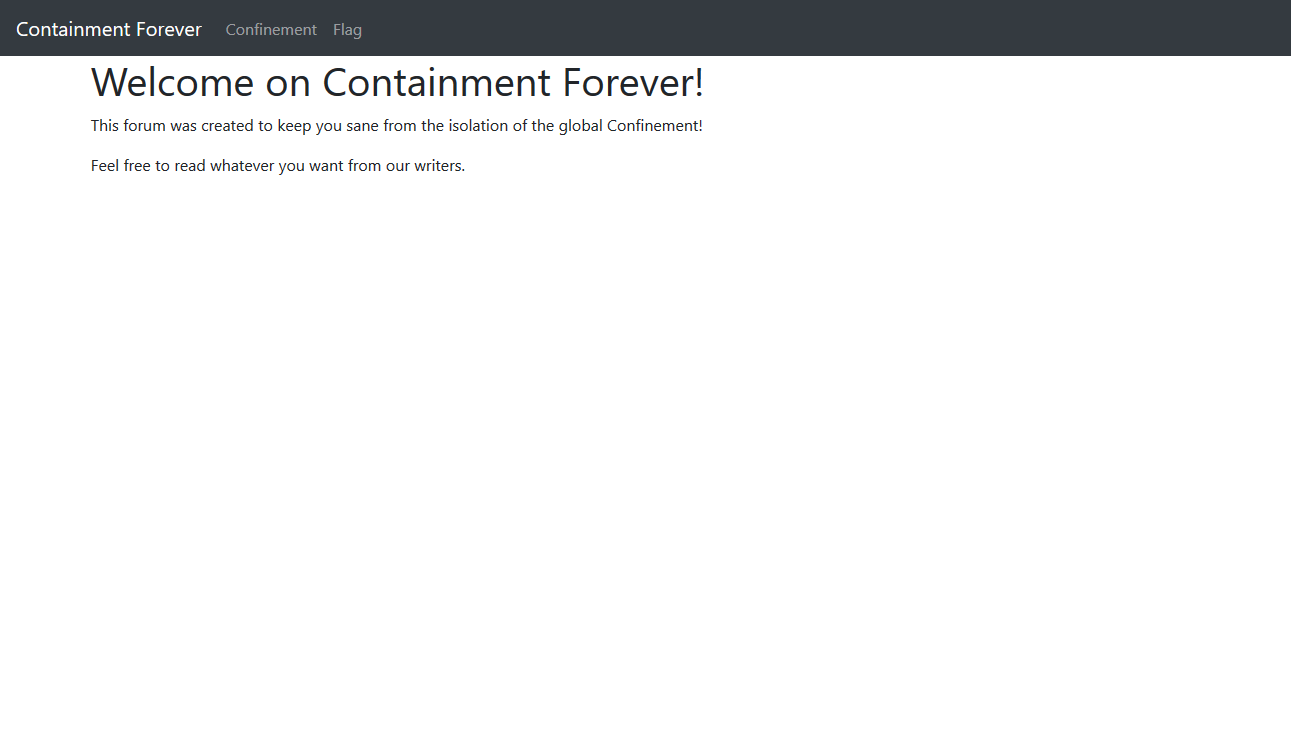 Containment Forever Confinement Flag
Welcome on Containment Forever!
This forum was created to keep you sane from the isolation of the global Confinement!
Feel free to read whatever you want from our writers.